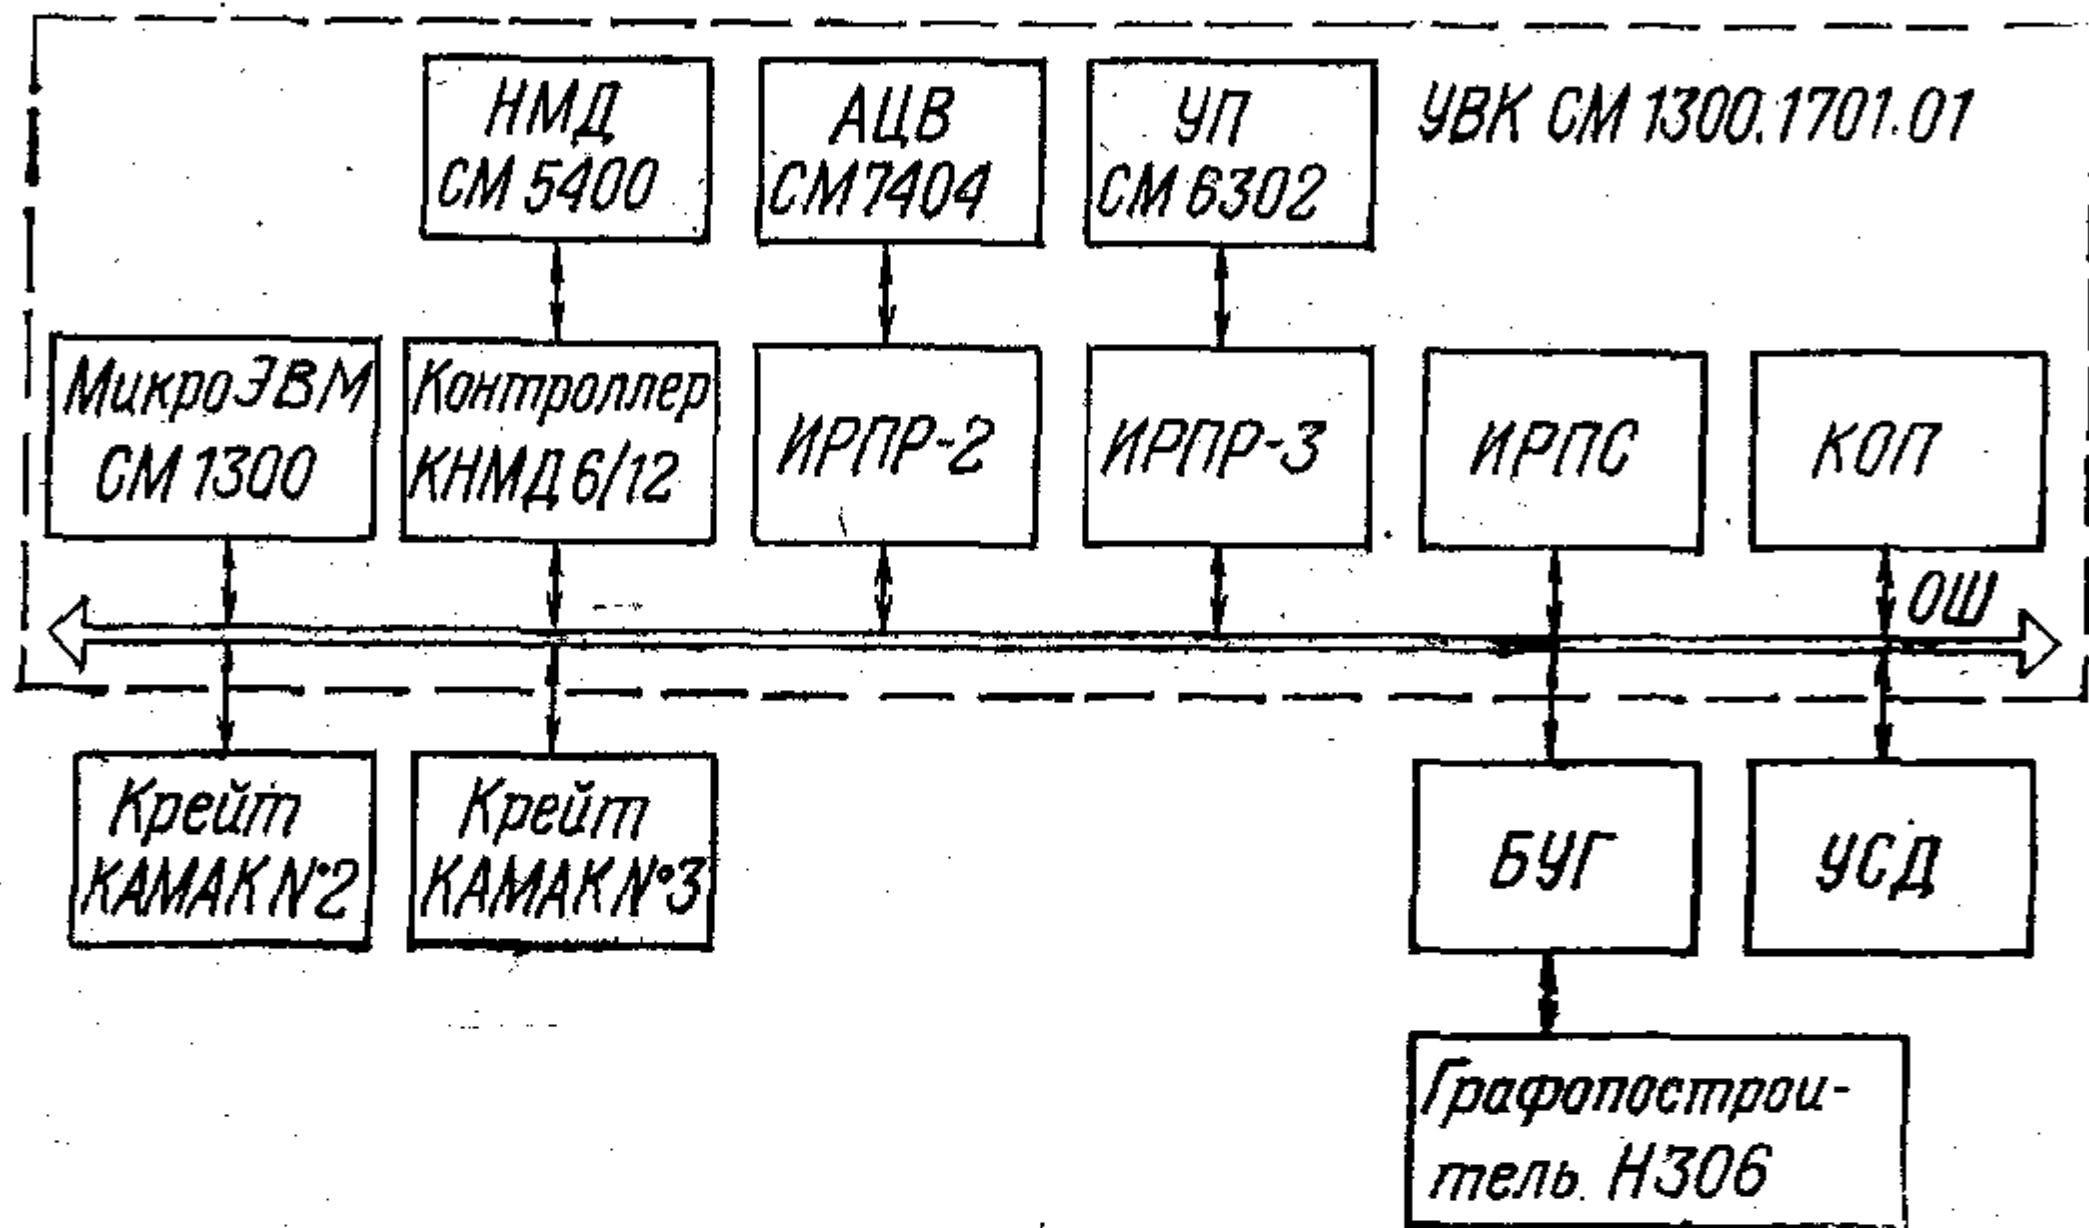 НМД
СМ 5400
АЦВ
СМ7404
УП
СМ 6302
УВК СМ 1300.1701.01
МикроЭВМ
СМ 1300
Контроллер
КНМД 6/12
ИРПР-2
ИРПР-3
ИРПС
КОП
ОШ
Крейт
КАМАК №2
Крейт
КАМАК №3
БУГ
УСД
Графопострои-
тель Н306